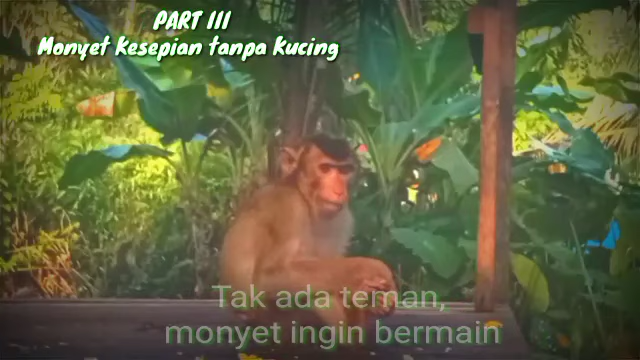 PART III
Monyet Kesepian tanpa Kucing
Tak ada teman,
monyet ingin bermain